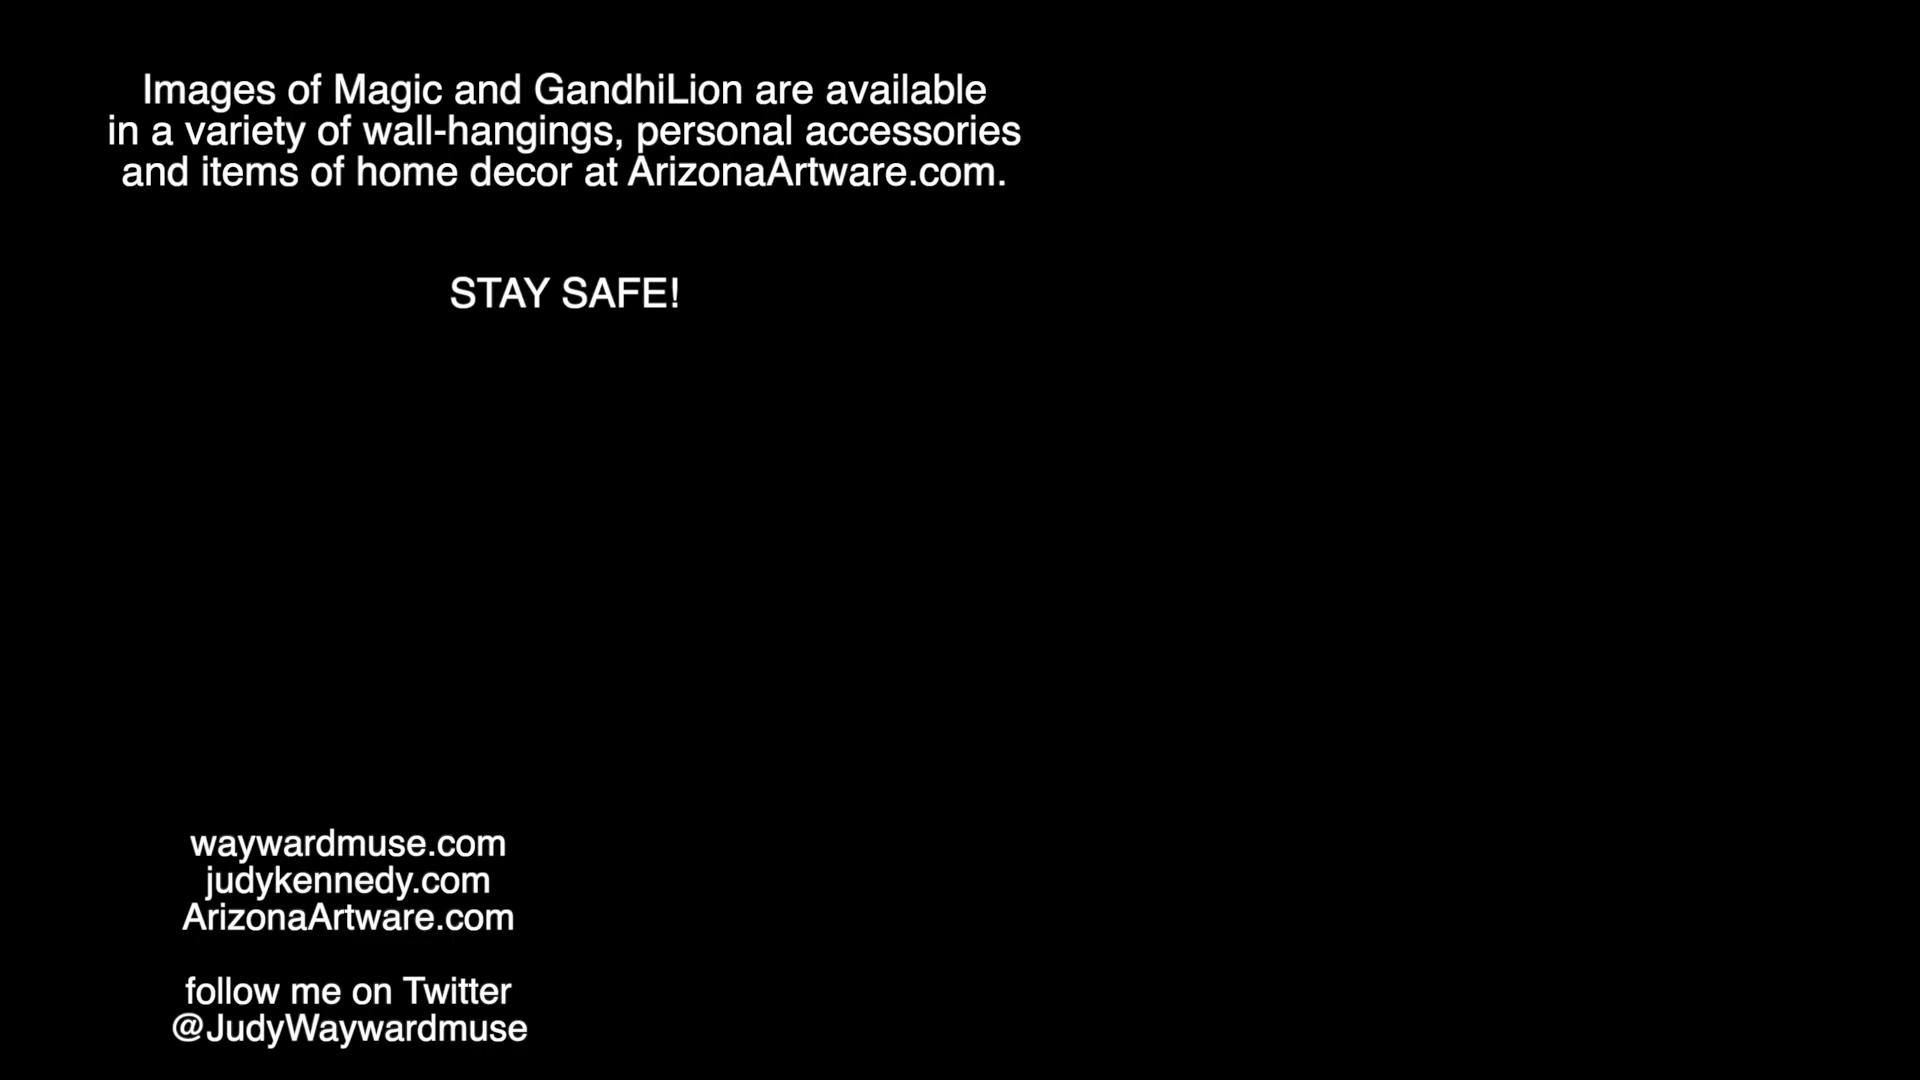 Images of Magic and GandhiLion are available
in a variety of wall-hangings, personal accessories
and items of home decor at ArizonaArtware.com.
STAY SAFE!
waywardmuse.com
judykennedy.com
ArizonaArtware.com
follow me on Twitter
@JudyWaywardmuse